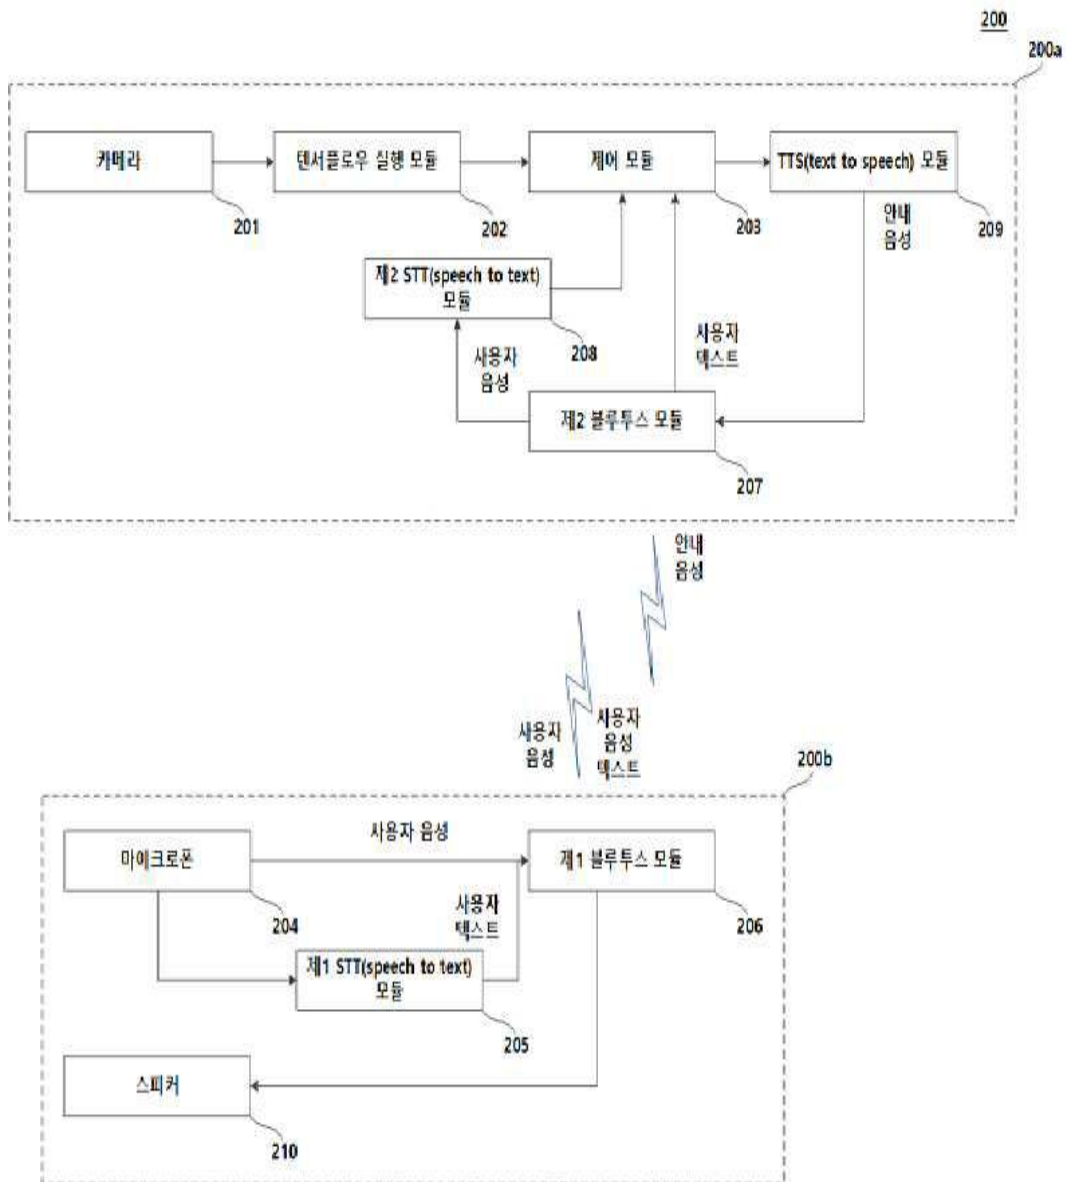 200
200a
카메라
201
텐서플로우 실행 모듈
202
제어 모듈
203
TTS(text to speech) 모듈
209
안내
음성
제2 STT(speech to text)
모듈
208
사용자
음성
사용자
텍스트
제2 블루투스 모듈
207
안내
음성
사용자
음성
사용자
음성
텍스트
200b
마이크로폰
204
사용자 음성
제1 블루투스 모듈
206
사용자
텍스트
제1 STT(speech to text)
모듈
205
스피커
210